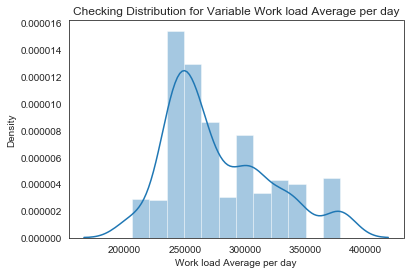 Checking Distribution for Variable Work load Average per day
0.000016
0.000014
0.000012
0.000010
0.000008
0.000006
0.000004
0.000002
0.000000
Density
200000 250000 300000 350000 400000
Work load Average per day